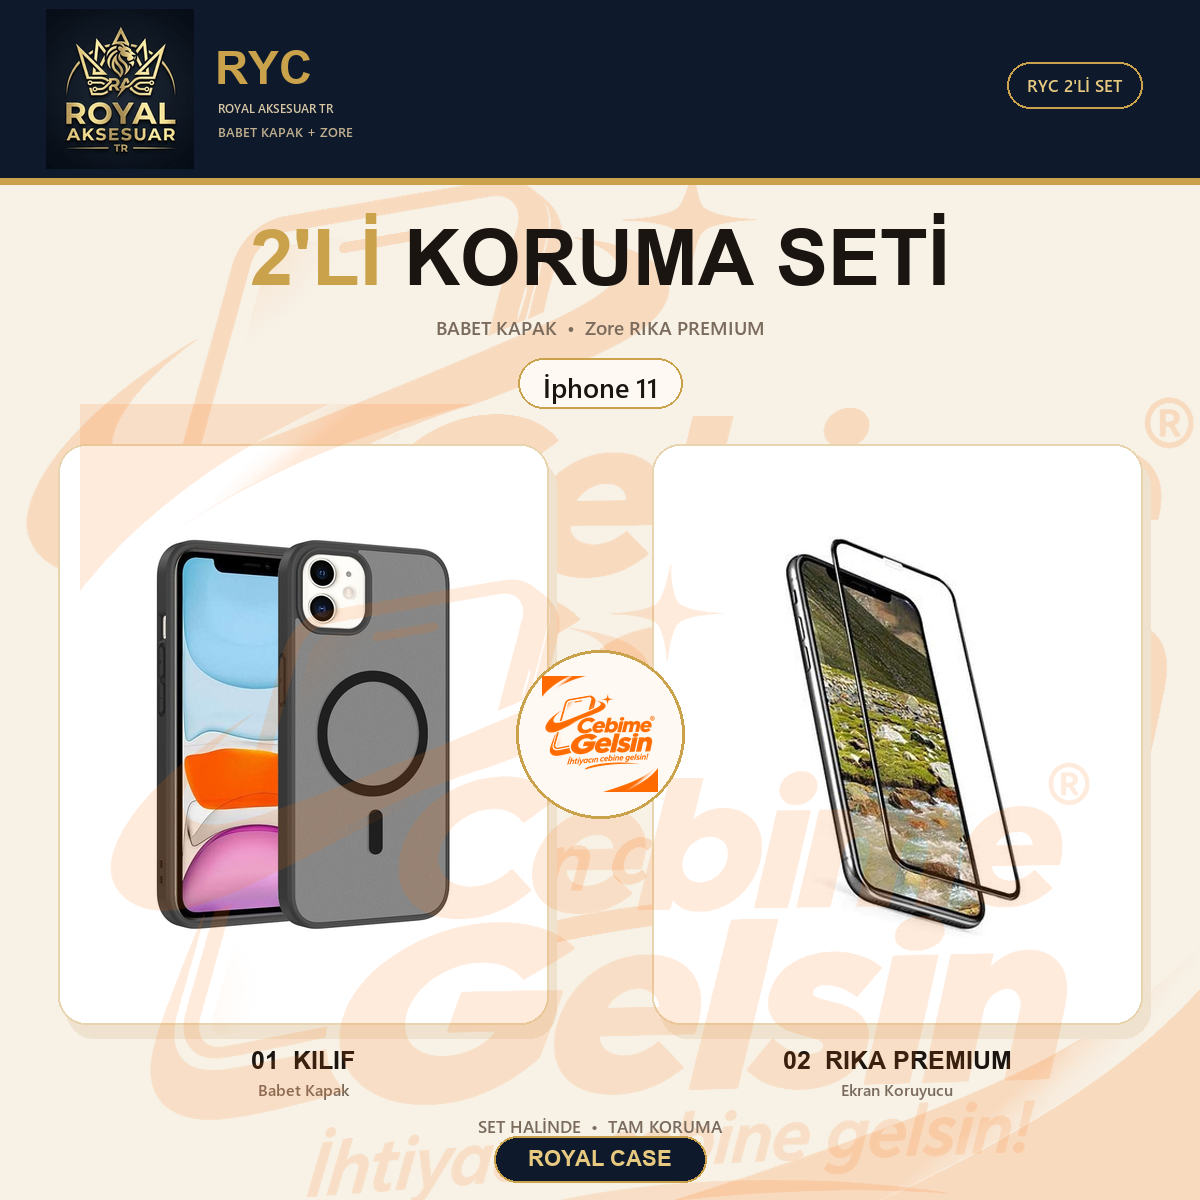 ROYAL
AKSESUAR
TR
RYC
ROYAL AKSESUAR TR
BABET KAPAK + ZORE
RYC 2'Lİ SET
2'Lİ KORUMA SETİ
BABET KAPAK • Zore RIKA PREMIUM
İphone 11
®
Cebime®
Gelsin
İhtiyacın cebine gelsin!
Cebime®
Gelsin
01 KILIF
Babet Kapak
02 RIKA PREMIUM
Ekran Koruyucu
SET HALİNDE • TAM KORUMA
ROYAL CASE